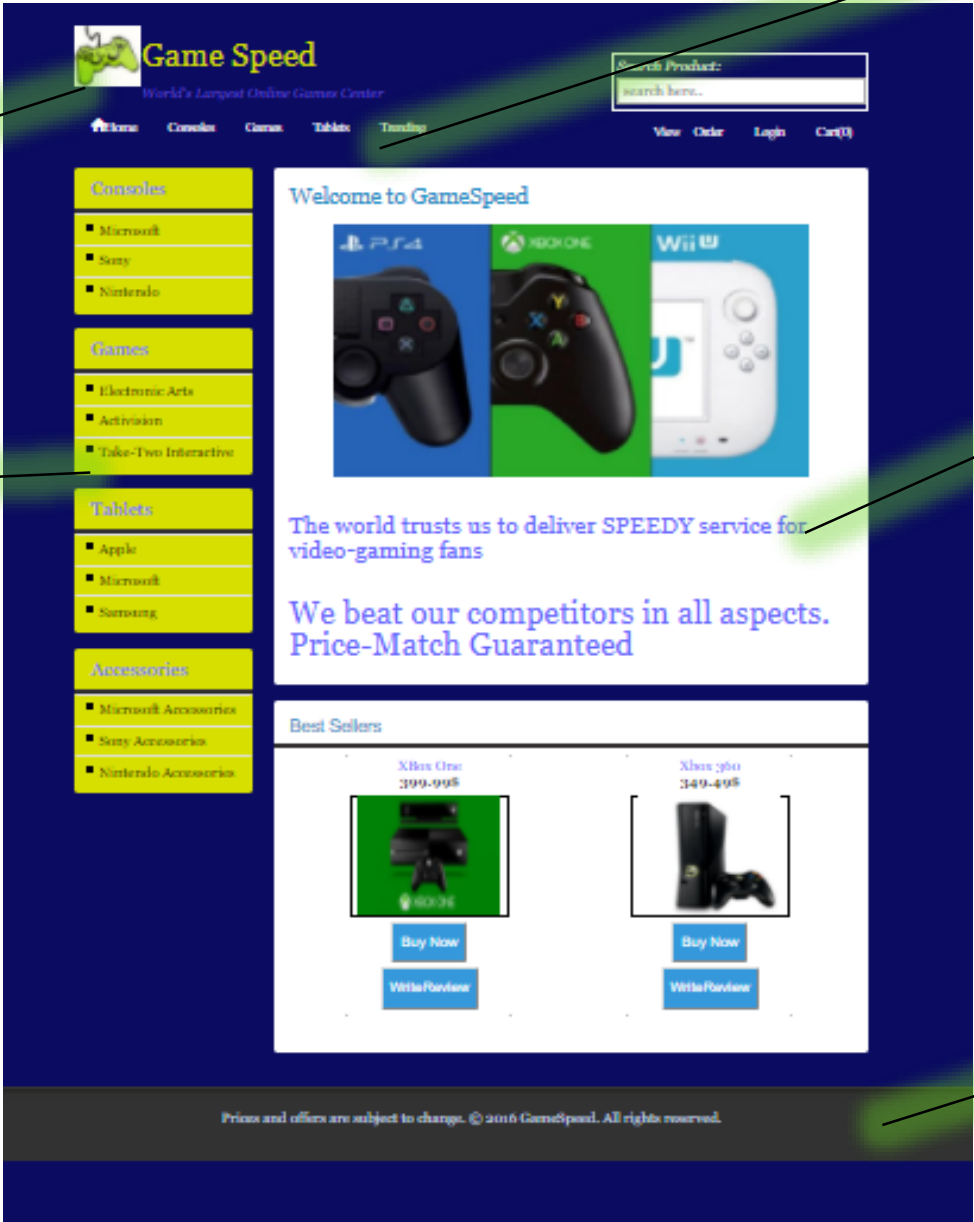 Game Speed
World's Largest Online Games Center
Search Product:
search here..
Home Consoles Games Tablets Trending
View Order Login Cart(0)
Consoles
Microsoft
Sony
Nintendo
Games
Electronic Arts
Activision
Take-Two Interactive
Tablets
Apple
Microsoft
Samsung
Accessories
Microsoft Accessories
Sony Accessories
Nintendo Accessories
Welcome to GameSpeed
PS4 XBOX ONE Wii U
Y
X B
A
U ™
The world trusts us to deliver SPEEDY service for
video-gaming fans
We beat our competitors in all aspects.
Price-Match Guaranteed
Best Sellers
XBox One
399.99$
XBOX ONE
Buy Now
WriteReview
Xbox 360
349.49$
Buy Now
WriteReview
Prices and offers are subject to change. © 2016 GameSpeed. All rights reserved.